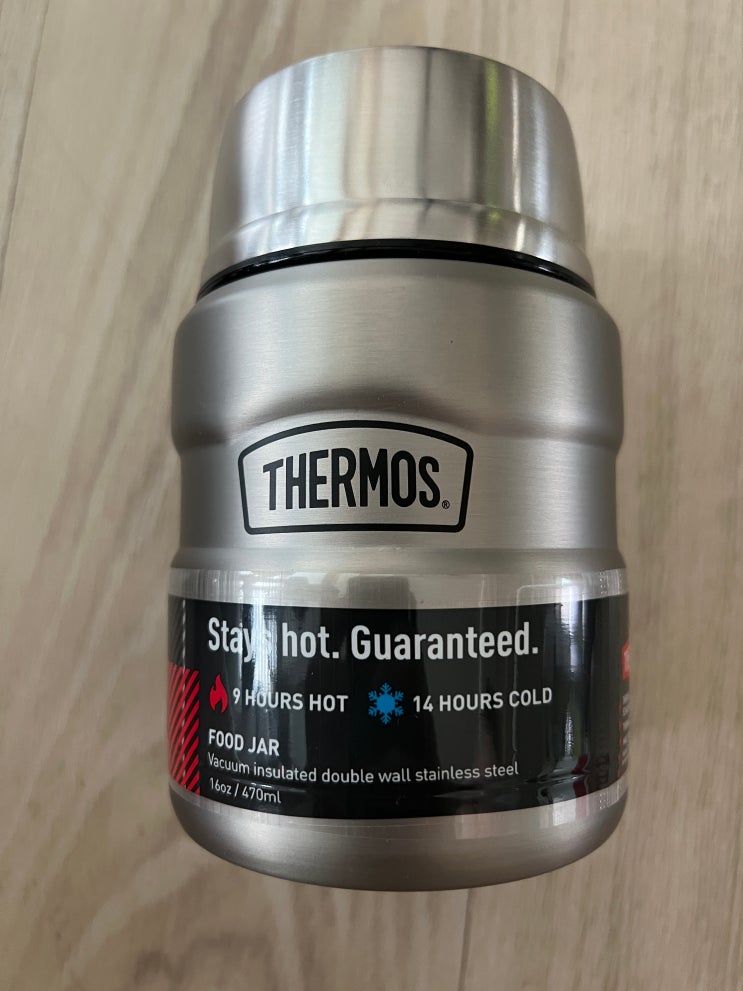 THERMOS®
Stays hot. Guaranteed.
9 HOURS HOT 14 HOURS COLD
FOOD JAR
Vacuum insulated double wall stainless steel
16oz / 470ml